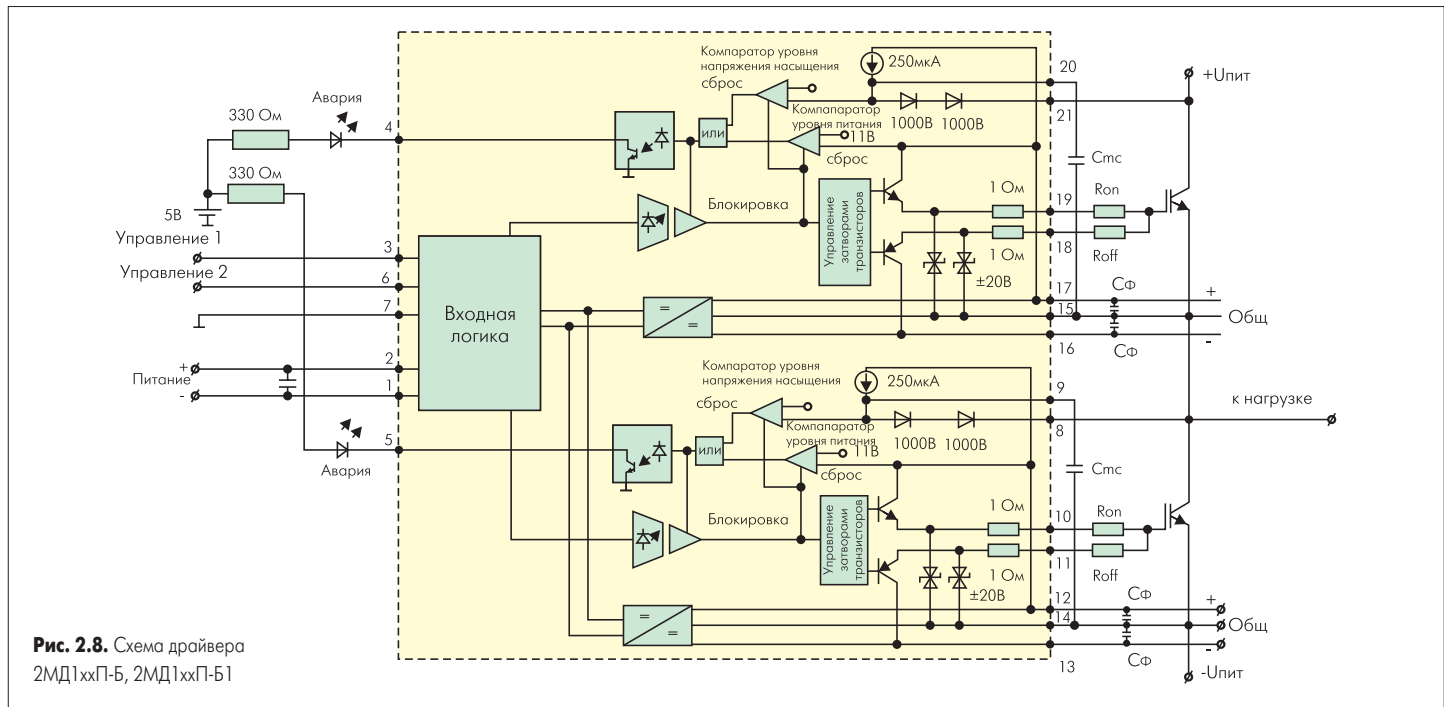 Компаратор уровня
напряжения насыщения
сброс
250мкА
20
+Uпит
Авария
330 Ом
4
или
Компапаратор
уровня питания
11В
сброс
1000В
1000В
21
Cтс
330 Ом
5В
Блокировка
Управление
затворами
транзисторов
1 Ом
19
Ron
1 Ом
18
Roff
±20В
Управление 1
3
Управление 2
6
7
Входная
логика
=
=
17
Сф
+
15
Общ
16
Сф
-
+
Питание
-
2
1
5
Авария
Компаратор уровня
напряжения насыщения
сброс
250мкА
9
к нагрузке
8
или
Компапаратор
уровня питания
11В
сброс
1000В
1000В
Cтс
Блокировка
Управление
затворами
транзисторов
1 Ом
10
Ron
1 Ом
11
Roff
±20В
=
=
12
Сф
+
14
Общ
13
Сф
-
-Uпит
Рис. 2.8. Схема драйвера
2МД1ххП-Б, 2МД1ххП-Б1